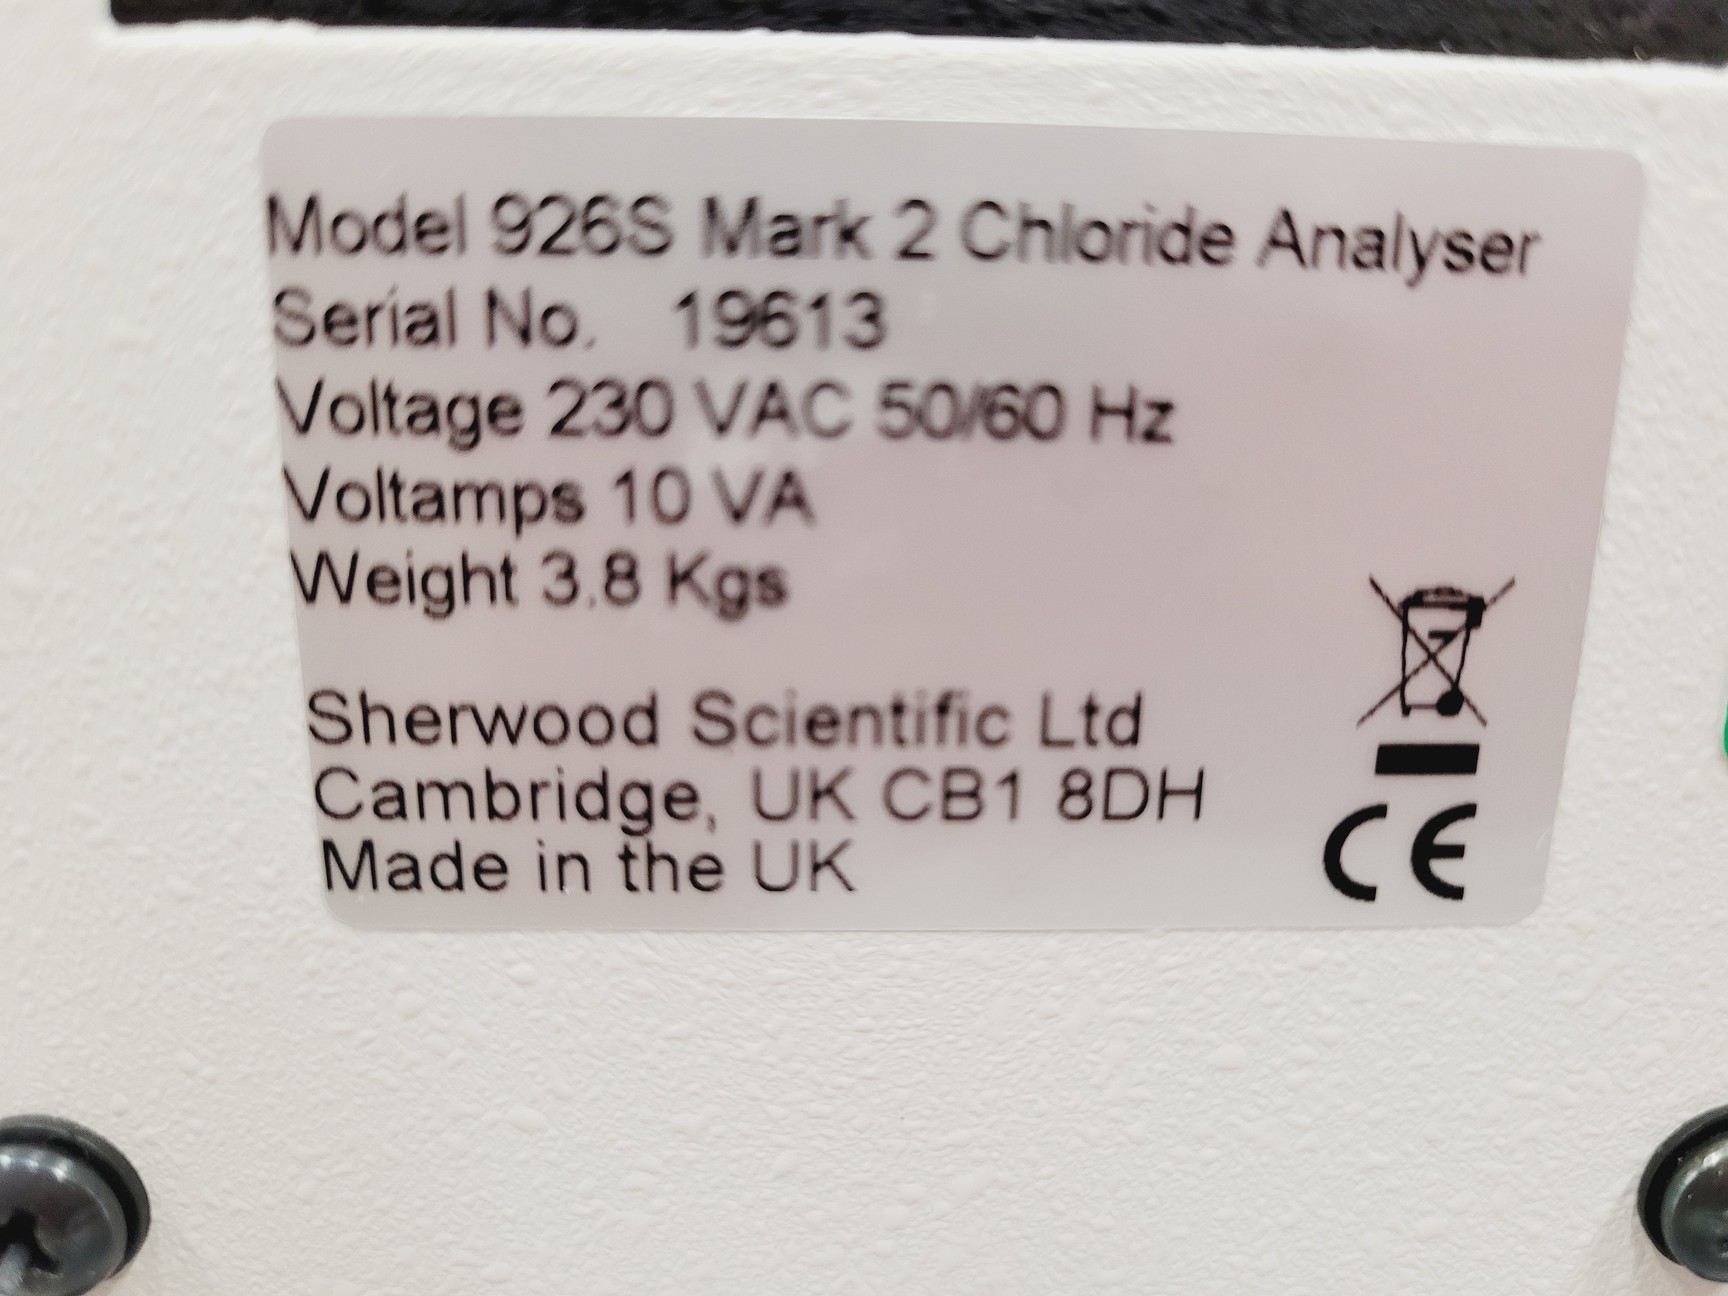 Model 926S Mark 2 Chloride Analyser
Serial No. 19613
Voltage 230 VAC 50/60 Hz
Voltamps 10 VA
Weight 3.8 Kgs
Sherwood Scientific Ltd
Cambridge, UK CB1 8DH
Made in the UK
CE